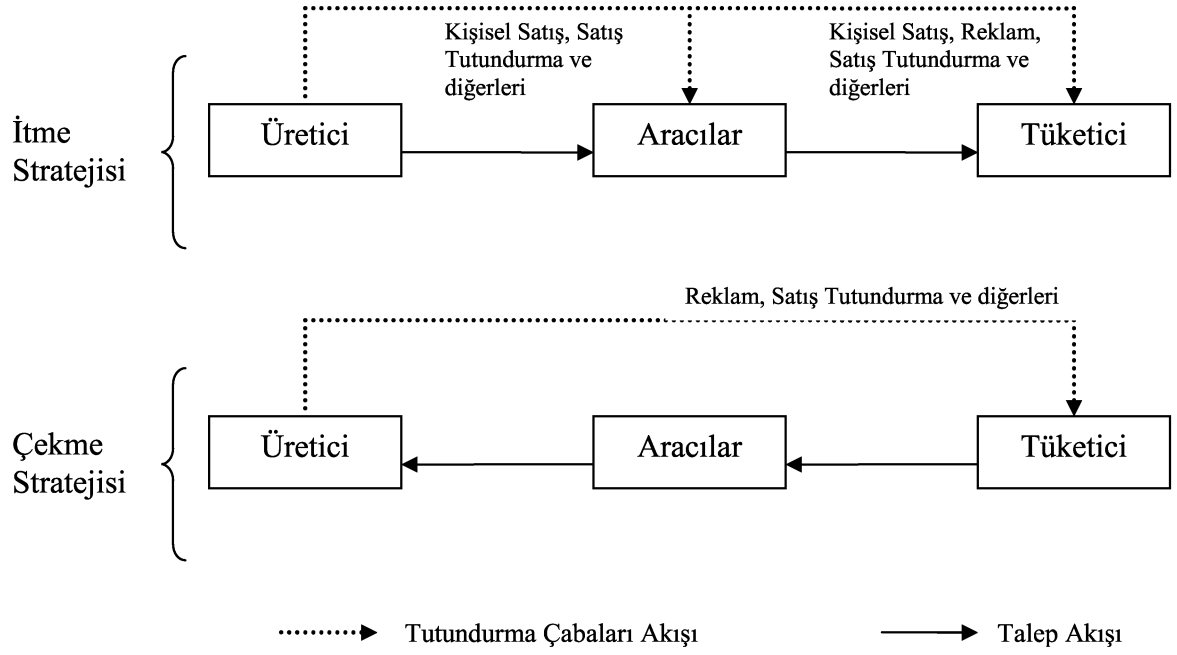 Kişisel Satış, Satış
Tutundurma ve
diğerleri
Kişisel Satış, Reklam,
Satış Tutundurma ve
diğerleri
İtme
Stratejisi
Üretici
Aracılar
Tüketici
Reklam, Satış Tutundurma ve diğerleri
Çekme
Stratejisi
Üretici
Aracılar
Tüketici
Tutundurma Çabaları Akışı
Talep Akışı